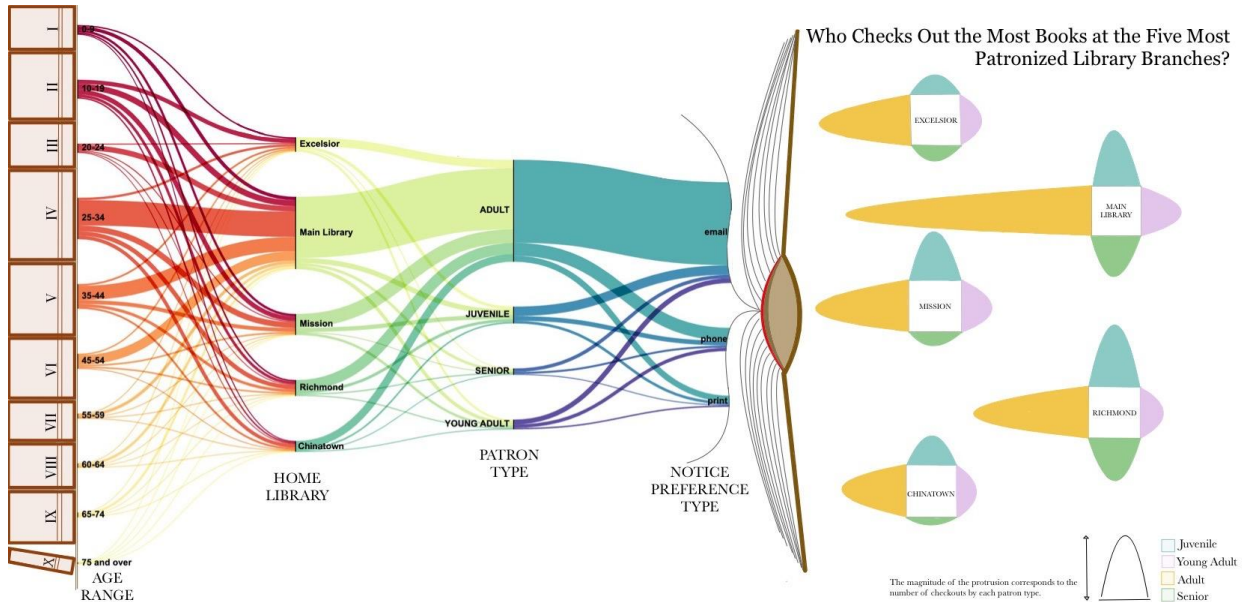 Who Checks Out the Most Books at the Five Most
Patronized Library Branches?
I
II
III
IV
V
VI
VII
VIII
IX
X
0-9
10-19
20-24
25-34
35-44
45-54
55-59
60-64
65-74
75 and over
AGE
RANGE
Excelsior
Main Library
Mission
Richmond
Chinatown
HOME
LIBRARY
ADULT
JUVENILE
SENIOR
YOUNG ADULT
PATRON
TYPE
email
phone
print
NOTICE
PREFERENCE
TYPE
EXCELSIOR
MAIN
LIBRARY
MISSION
RICHMOND
CHINATOWN
The magnitude of the protrusion corresponds to the
number of checkouts by each patron type.
Juvenile
Young Adult
Adult
Senior